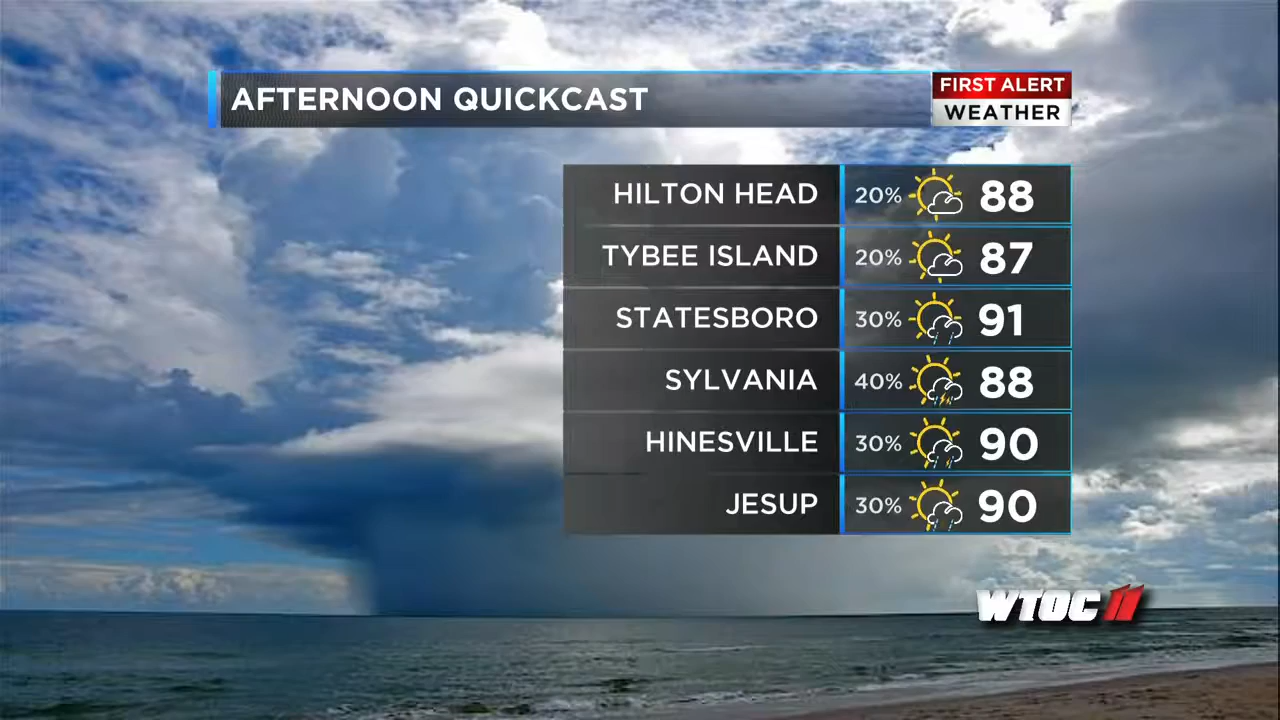 AFTERNOON QUICKCAST
FIRST ALERT
WEATHER
HILTON HEAD 20% 88
TYBEE ISLAND 20% 87
STATESBORO 30% 91
SYLVANIA 40% 88
HINESVILLE 30% 90
JESUP 30% 90
WTOC 11